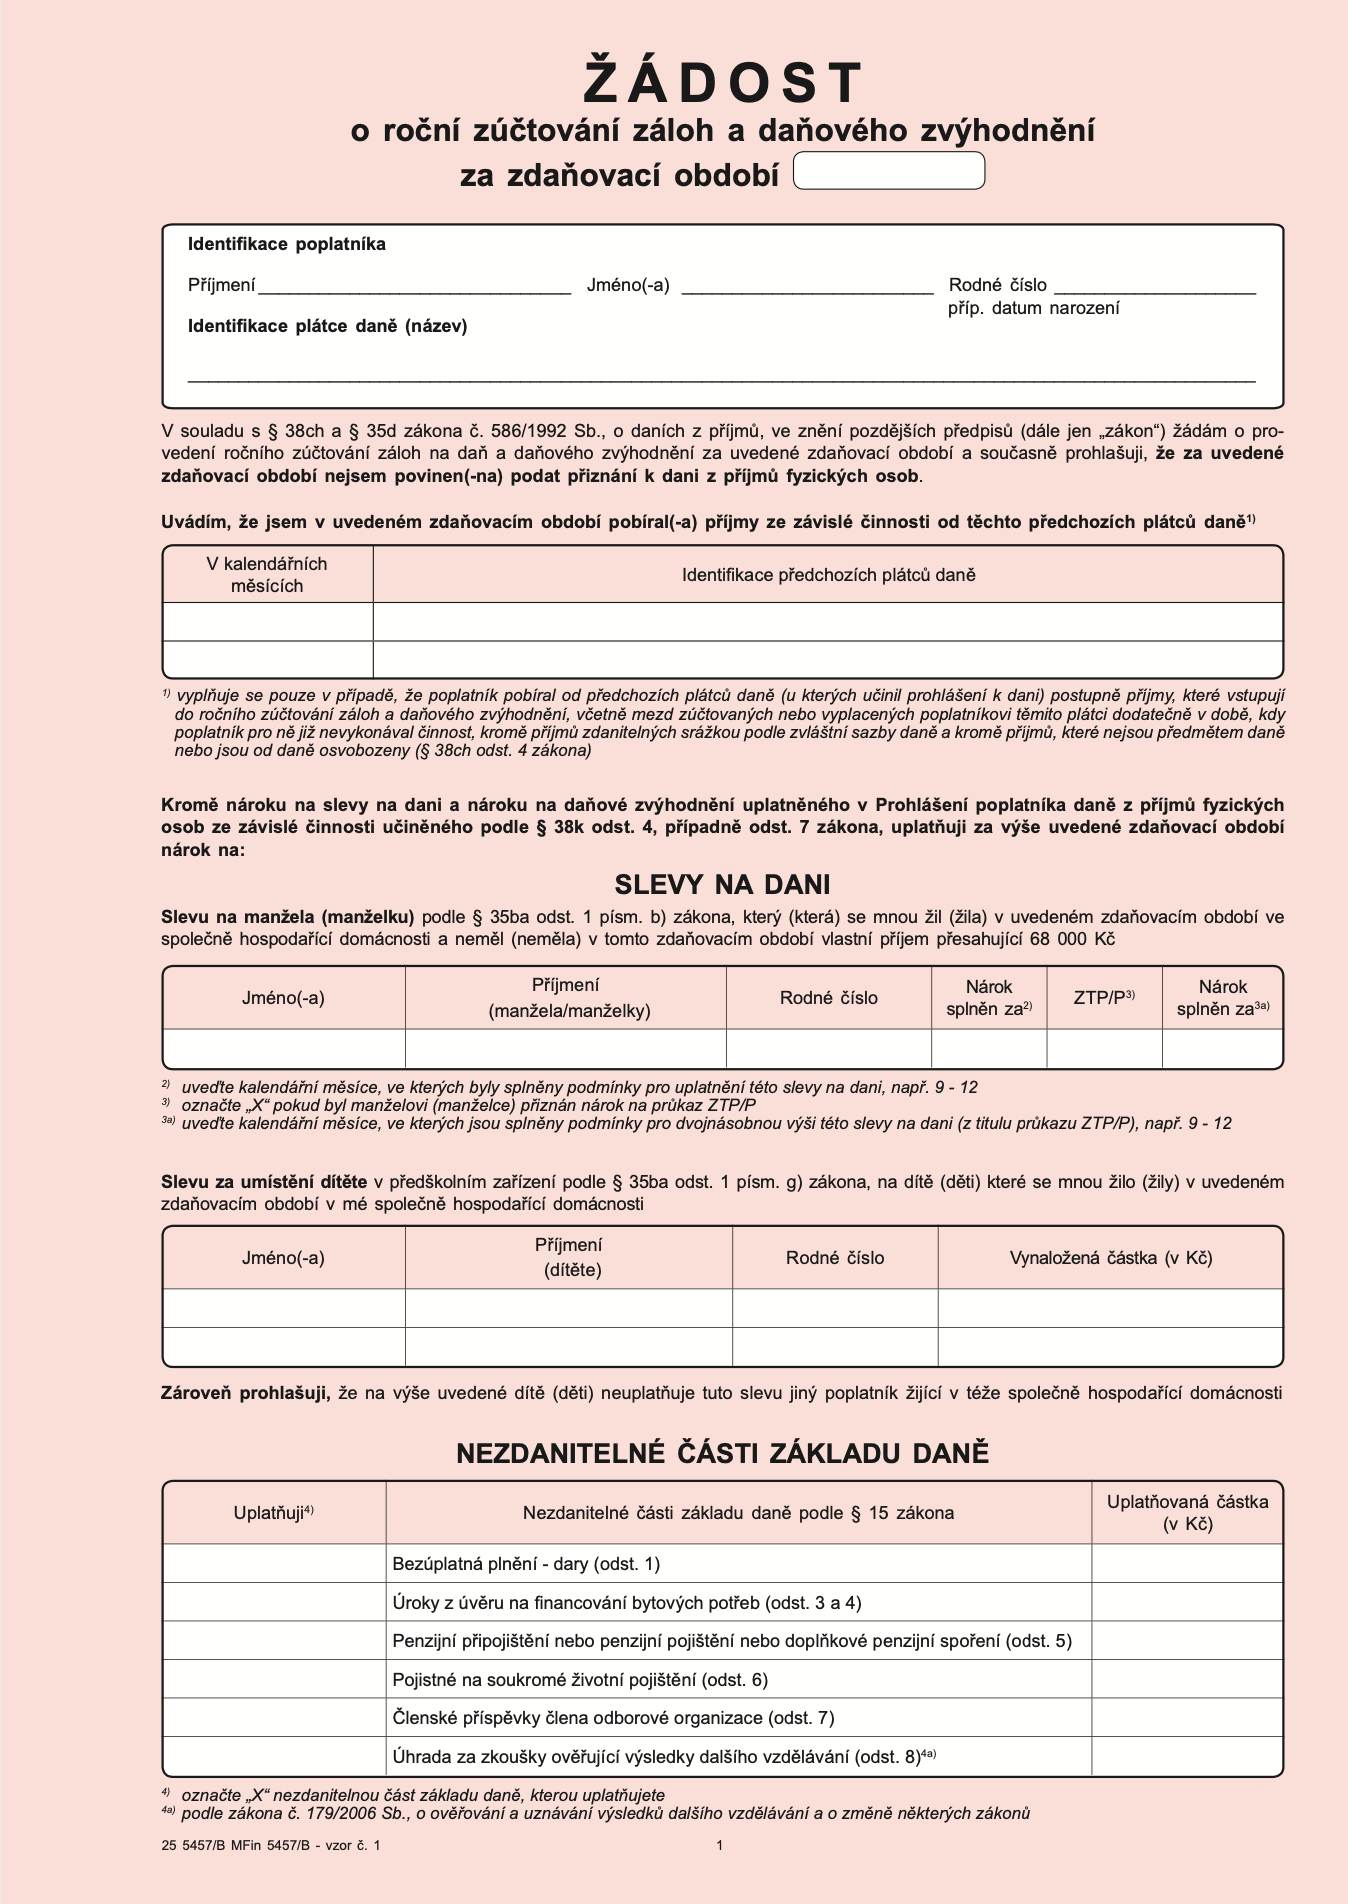 ŽÁDOST
o roční zúčtování záloh a daňového zvýhodnění
za zdaňovací období
Identifikace poplatníka
Příjmení Jméno(-a) Rodné číslo
příp. datum narození
Identifikace plátce daně (název)
V souladu s § 38ch a § 35d zákona č. 586/1992 Sb., o daních z příjmů, ve znění pozdějších předpisů (dále jen „zákon“) žádám o pro-
vedení ročního zúčtování záloh na daň a daňového zvýhodnění za uvedené zdaňovací období a současně prohlašuji, že za uvedené
zdaňovací období nejsem povinen(-na) podat přiznání k dani z příjmů fyzických osob.
Uvádím, že jsem v uvedeném zdaňovacím období pobíral(-a) příjmy ze závislé činnosti od těchto předchozích plátců daně1)
V kalendářních
měsících
Identifikace předchozích plátců daně
1) vyplňuje se pouze v případě, že poplatník pobíral od předchozích plátců daně (u kterých učinil prohlášení k dani) postupně příjmy, které vstupují
do ročního zúčtování záloh a daňového zvýhodnění, včetně mezd zúčtovaných nebo vyplacených poplatníkovi těmito plátci dodatečně v době, kdy
poplatník pro ně již nevykonával činnost, kromě příjmů zdanitelných srážkou podle zvláštní sazby daně a kromě příjmů, které nejsou předmětem daně
nebo jsou od daně osvobozeny (§ 38ch odst. 4 zákona)
Kromě nároku na slevy na dani a nároku na daňové zvýhodnění uplatněného v Prohlášení poplatníka daně z příjmů fyzických
osob ze závislé činnosti učiněného podle § 38k odst. 4, případně odst. 7 zákona, uplatňuji za výše uvedené zdaňovací období
nárok na:
SLEVY NA DANI
Slevu na manžela (manželku) podle § 35ba odst. 1 písm. b) zákona, který (která) se mnou žil (žila) v uvedeném zdaňovacím období ve
společně hospodařící domácnosti a neměl (neměla) v tomto zdaňovacím období vlastní příjem přesahující 68 000 Kč
Jméno(-a)
Příjmení
(manžela/manželky)
Rodné číslo
Nárok
splněn za2)
ZTP/P3)
Nárok
splněn za3a)
2) uveďte kalendářní měsíce, ve kterých byly splněny podmínky pro uplatnění této slevy na dani, např. 9 - 12
3) označte „X“ pokud byl manželovi (manželce) přiznán nárok na průkaz ZTP/P
3a) uveďte kalendářní měsíce, ve kterých jsou splněny podmínky pro dvojnásobnou výši této slevy na dani (z titulu průkazu ZTP/P), např. 9 - 12
Slevu za umístění dítěte v předškolním zařízení podle § 35ba odst. 1 písm. g) zákona, na dítě (děti) které se mnou žilo (žily) v uvedeném
zdaňovacím období v mé společně hospodařící domácnosti
Jméno(-a)
Příjmení
(dítěte)
Rodné číslo
Vynaložená částka (v Kč)
Zároveň prohlašuji, že na výše uvedené dítě (děti) neuplatňuje tuto slevu jiný poplatník žijící v téže společně hospodařící domácnosti
NEZDANITELNÉ ČÁSTI ZÁKLADU DANĚ
Uplatňuji4)
Nezdanitelné části základu daně podle § 15 zákona
Uplatňovaná částka
(v Kč)
Bezúplatná plnění - dary (odst. 1)
Úroky z úvěru na financování bytových potřeb (odst. 3 a 4)
Penzijní připojištění nebo penzijní pojištění nebo doplňkové penzijní spoření (odst. 5)
Pojistné na soukromé životní pojištění (odst. 6)
Členské příspěvky člena odborové organizace (odst. 7)
Úhrada za zkoušky ověřující výsledky dalšího vzdělávání (odst. 8)4a)
4) označte „X“ nezdanitelnou část základu daně, kterou uplatňujete
4a) podle zákona č. 179/2006 Sb., o ověřování a uznávání výsledků dalšího vzdělávání a o změně některých zákonů
25 5457/B MFin 5457/B - vzor č. 1 1